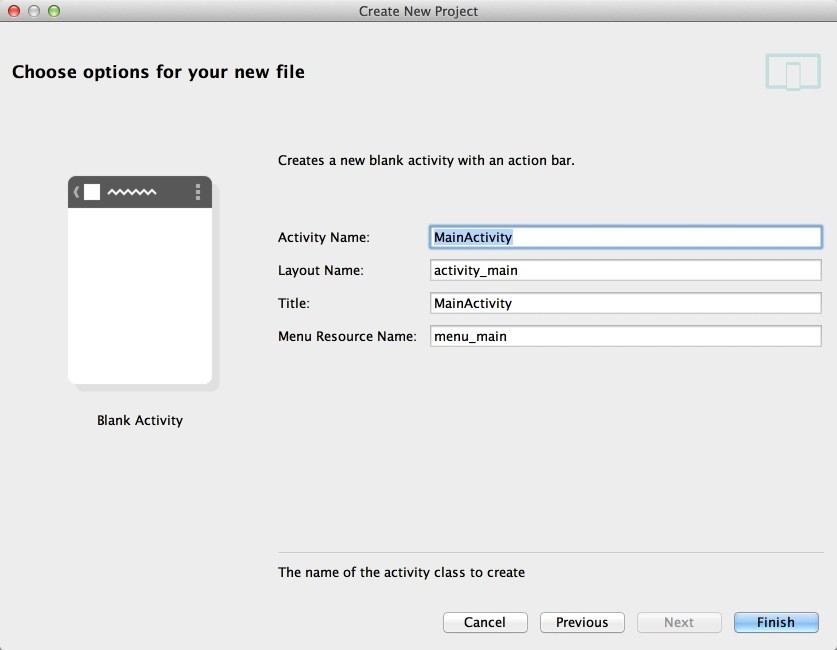 Create New Project
Choose options for your new file
Creates a new blank activity with an action bar.
Activity Name: MainActivity
Layout Name: activity_main
Title: MainActivity
Menu Resource Name: menu_main
Blank Activity
The name of the activity class to create
Cancel Previous Next Finish